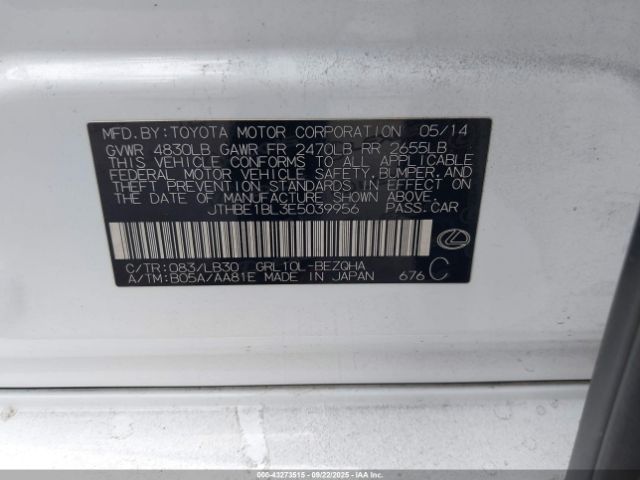 MFD.BY:TOYOTA MOTOR CORPORATION 05/14
GVWR 4830LB GAWR FR 2470LB RR 2655LB
THIS VEHICLE CONFORMS TO ALL APPLICABLE
FEDERAL MOTOR VEHICLE SAFETY,BUMPER,AND
THEFT PREVENTION STANDARDS IN EFFECT ON
THE DATE OF MANUFACTURE SHOWN ABOVE.
JTHBE1BL3E5039956 PASS.CAR
C/TR:083/LB30 GRL10L-BEZQHA
A/TM:B05A/AA81E MADE IN JAPAN 676 C
000-43273515 - 09/22/2025 - IAAI.COM